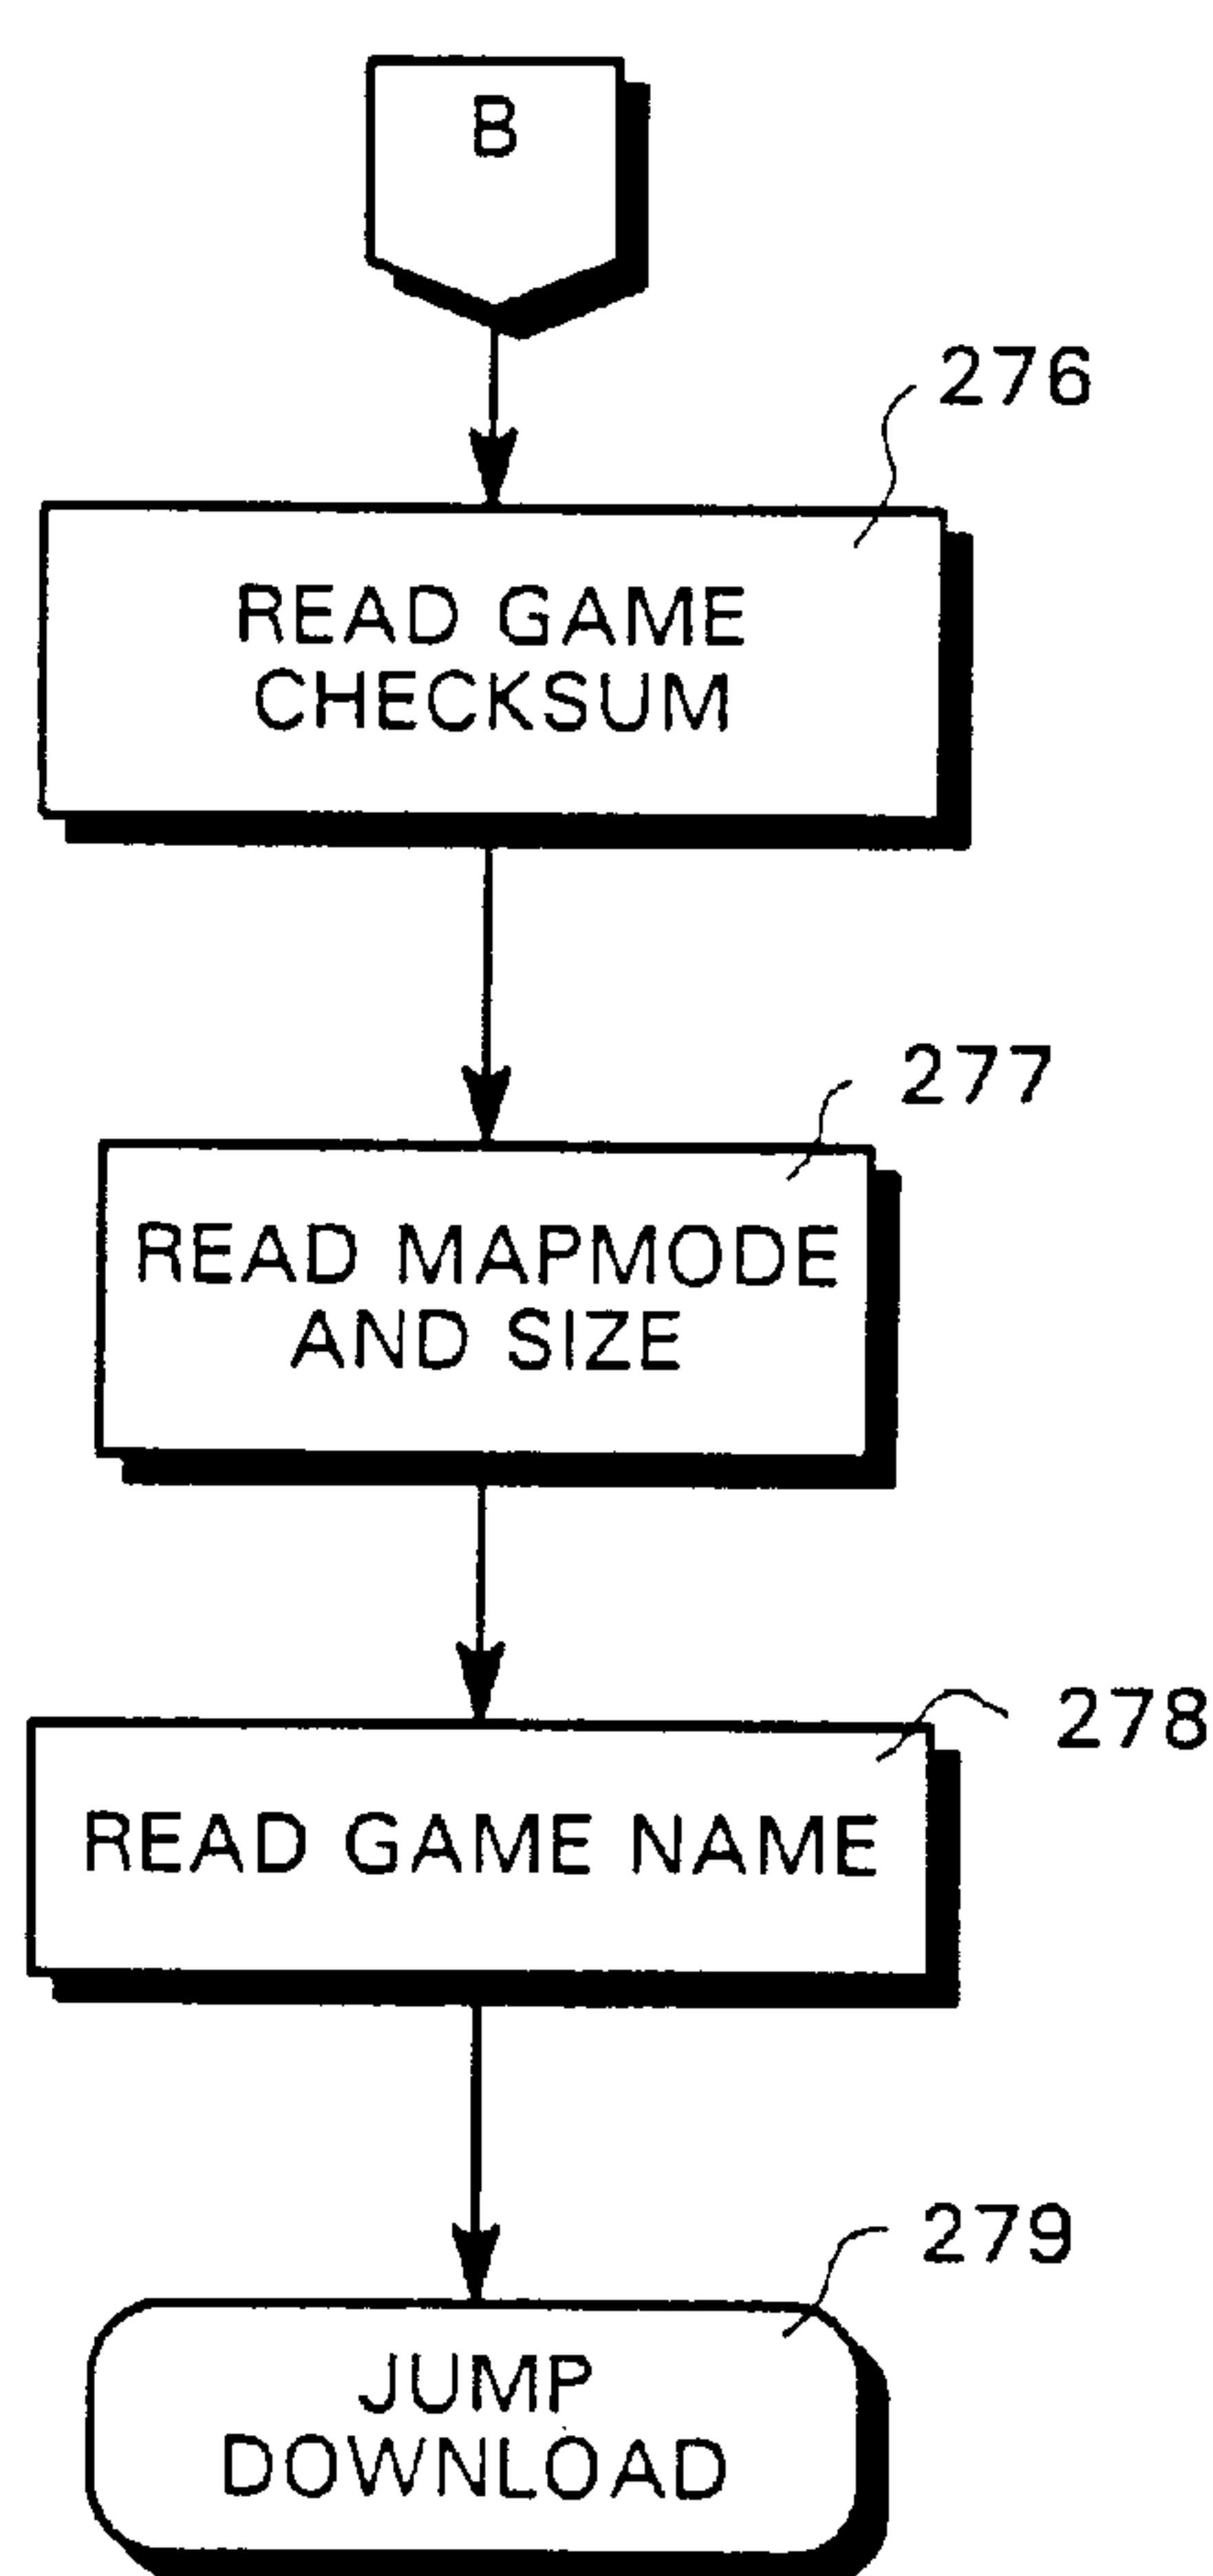 B
276
READ GAME
CHECKSUM
277
READ MAPMODE
AND SIZE
278
READ GAME NAME
279
JUMP
DOWNLOAD